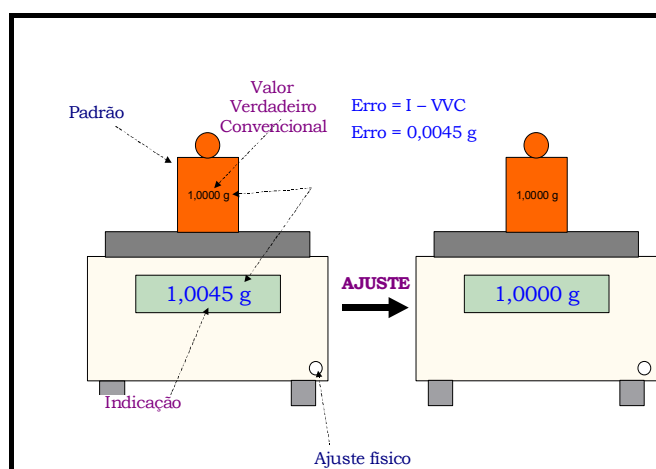 Valor
Verdadeiro
Convencional
Padrão
Erro = I – VVC
Erro = 0,0045 g
1,0000 g
1,0000 g
1,0045 g
AJUSTE
1,0000 g
Indicação
Ajuste físico